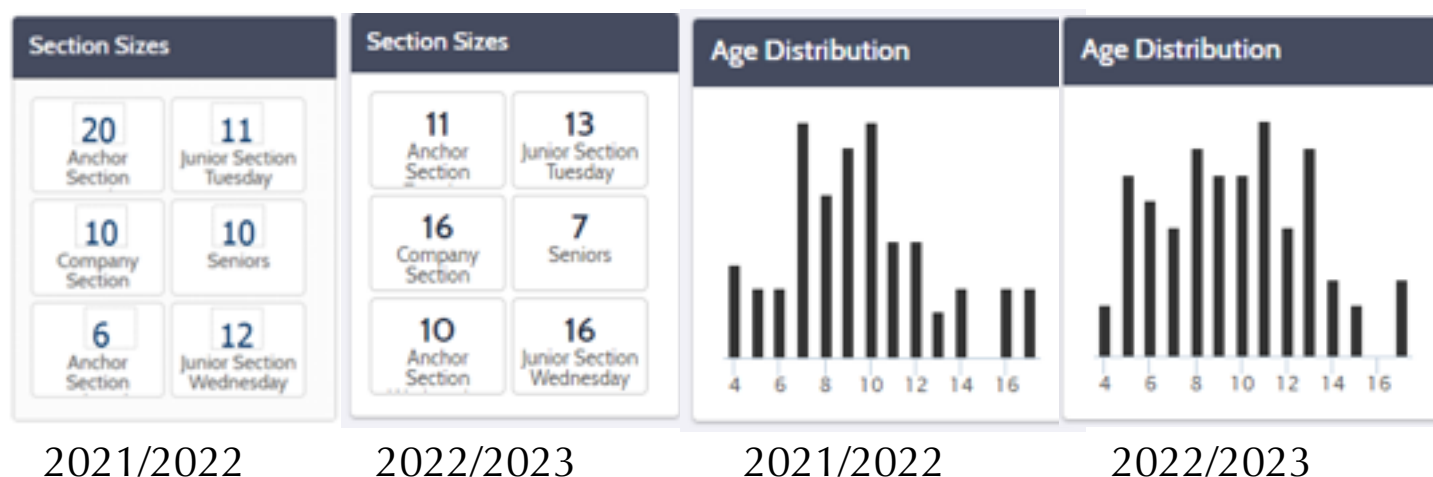 Section Sizes
20
Anchor
Section
11
Junior Section
Tuesday
10
Company
Section
10
Seniors
6
Anchor
Section
12
Junior Section
Wednesday
2021/2022
Section Sizes
11
Anchor
Section
13
Junior Section
Tuesday
16
Company
Section
7
Seniors
10
Anchor
Section
16
Junior Section
Wednesday
2022/2023
Age Distribution
4 6 8 10 12 14 16
2021/2022
Age Distribution
4 6 8 10 12 14 16
2022/2023